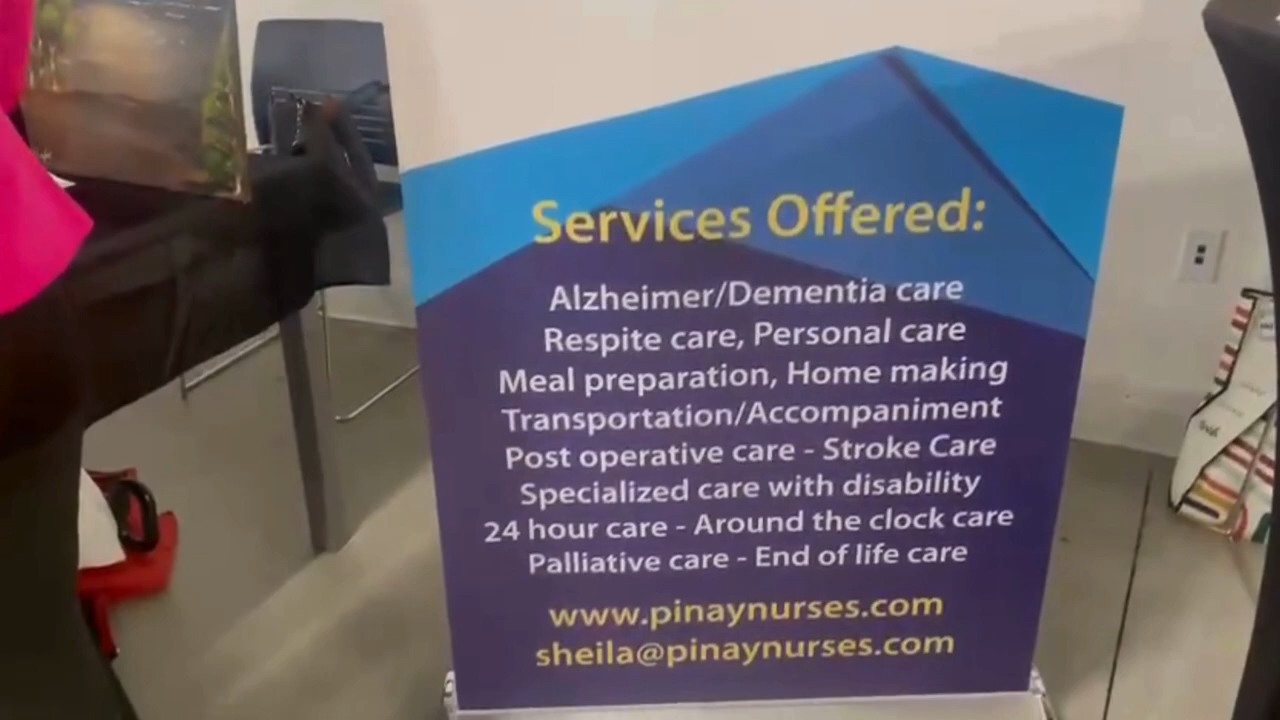 Services Offered:
Alzheimer/Dementia care
Respite care, Personal care
Meal preparation, Home making
Transportation/Accompaniment
Post operative care - Stroke Care
Specialized care with disability
24 hour care - Around the clock care
Palliative care - End of life care
www.pinaynurses.com
sheila@pinaynurses.com